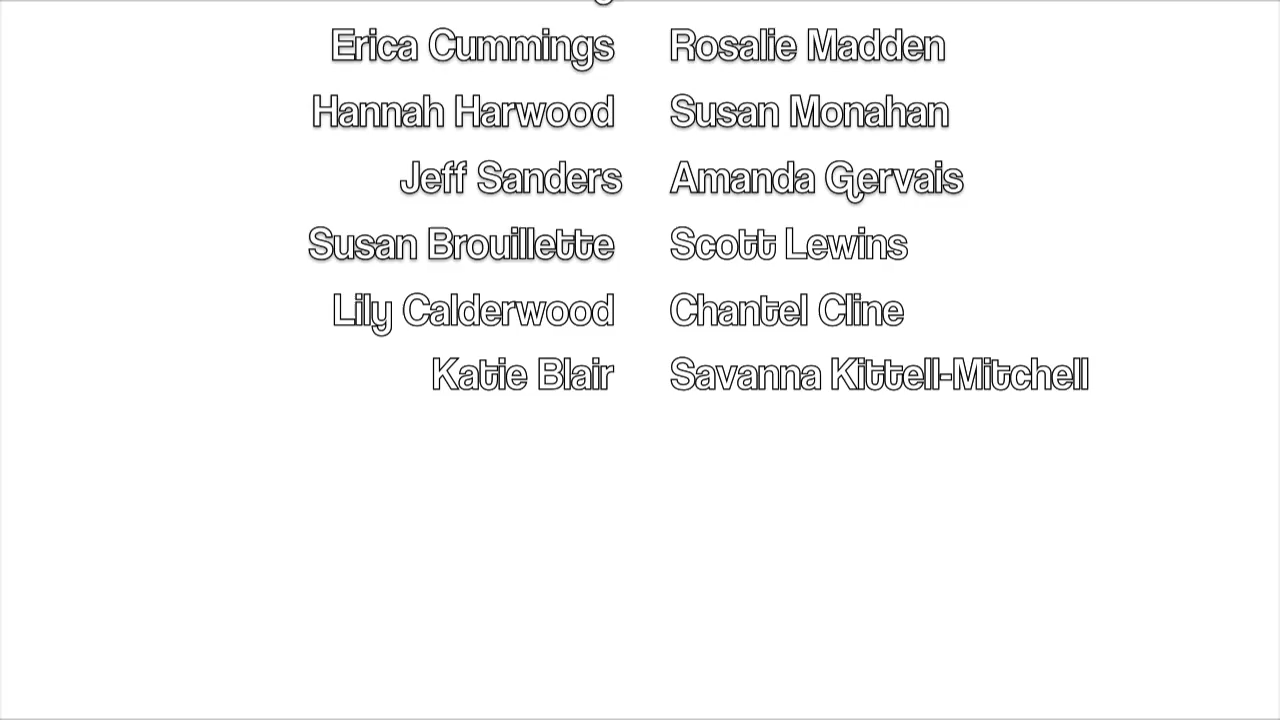 Erica Cummings Rosalie Madden
Hannah Harwood Susan Monahan
Jeff Sanders Amanda Gervais
Susan Brouillette Scott Lewins
Lily Calderwood Chantel Cline
Katie Blair Savanna Kittell-Mitchell